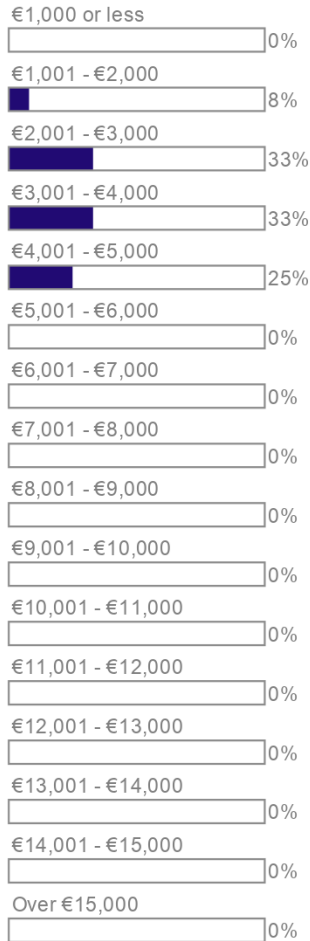 €1,000 or less
0%
€1,001 - €2,000
8%
€2,001 - €3,000
33%
€3,001 - €4,000
33%
€4,001 - €5,000
25%
€5,001 - €6,000
0%
€6,001 - €7,000
0%
€7,001 - €8,000
0%
€8,001 - €9,000
0%
€9,001 - €10,000
0%
€10,001 - €11,000
0%
€11,001 - €12,000
0%
€12,001 - €13,000
0%
€13,001 - €14,000
0%
€14,001 - €15,000
0%
Over €15,000
0%